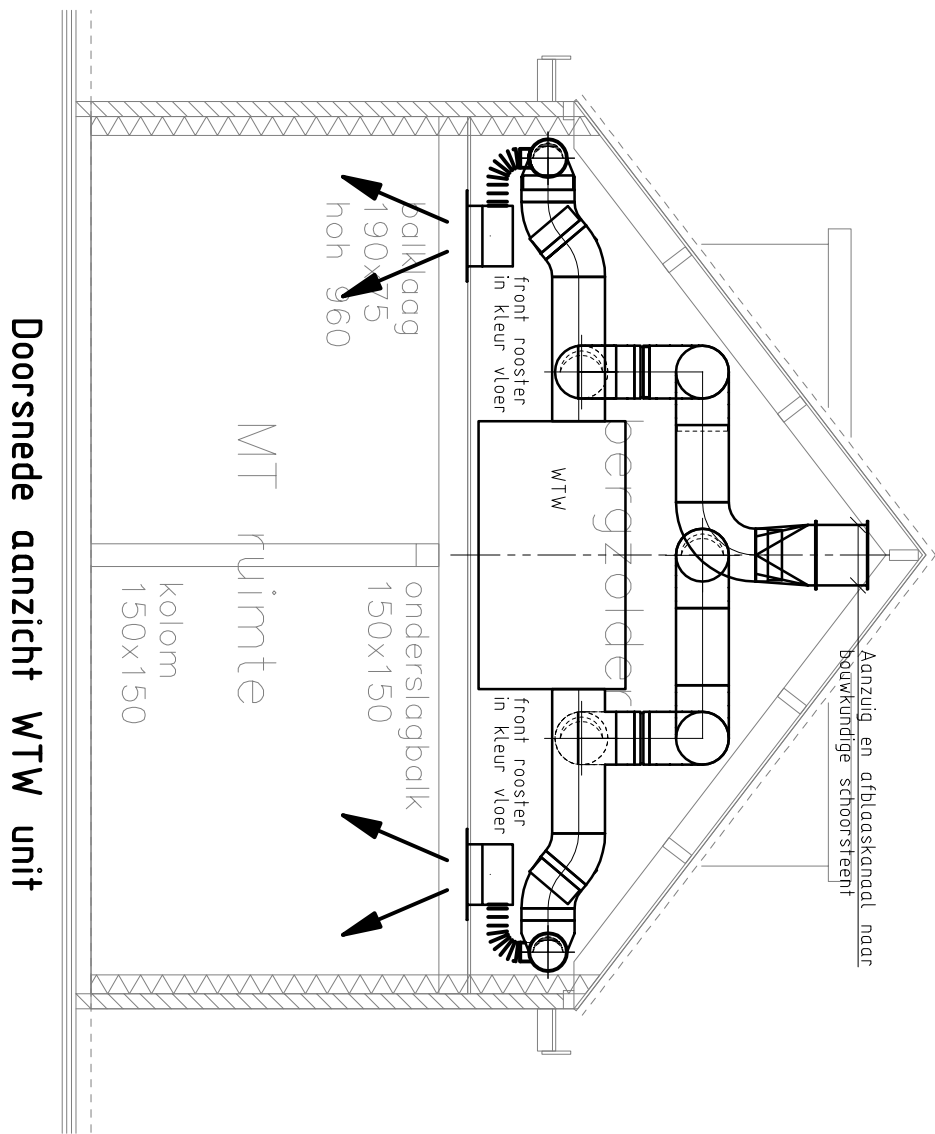 Aanzuig en afblaaskanaal naar
bouwkundige schoorsteent
bergzolder
WTW
front rooster
in kleur vloer
front rooster
in kleur vloer
balklaag
190x75
hoh 960
onderslagbalk
150x150
MT ruimte
kolom
150x150
Doorsnede aanzicht WTW unit